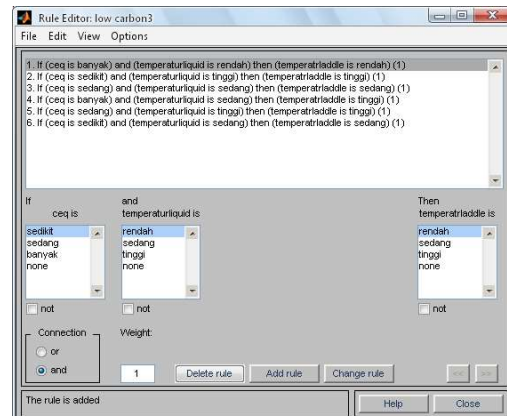 Rule Editor: low carbon3
File Edit View Options
1. If (ceq is banyak) and (temperaturliquid is rendah) then (temperatrladdle is rendah) (1)
2. If (ceq is sedikit) and (temperaturliquid is tinggi) then (temperatrladdle is tinggi) (1)
3. If (ceq is sedang) and (temperaturliquid is sedang) then (temperatrladdle is sedang) (1)
4. If (ceq is banyak) and (temperaturliquid is sedang) then (temperatrladdle is tinggi) (1)
5. If (ceq is sedang) and (temperaturliquid is tinggi) then (temperatrladdle is tinggi) (1)
6. If (ceq is sedikit) and (temperaturliquid is sedang) then (temperatrladdle is sedang) (1)
If and Then
ceq is temperaturliquid is temperatrladdle is
sedikit rendah rendah
sedang sedang sedang
banyak tinggi tinggi
none none none
not not not
Connection Weight:
or
and 1 Delete rule Add rule Change rule << >>
The rule is added Help Close